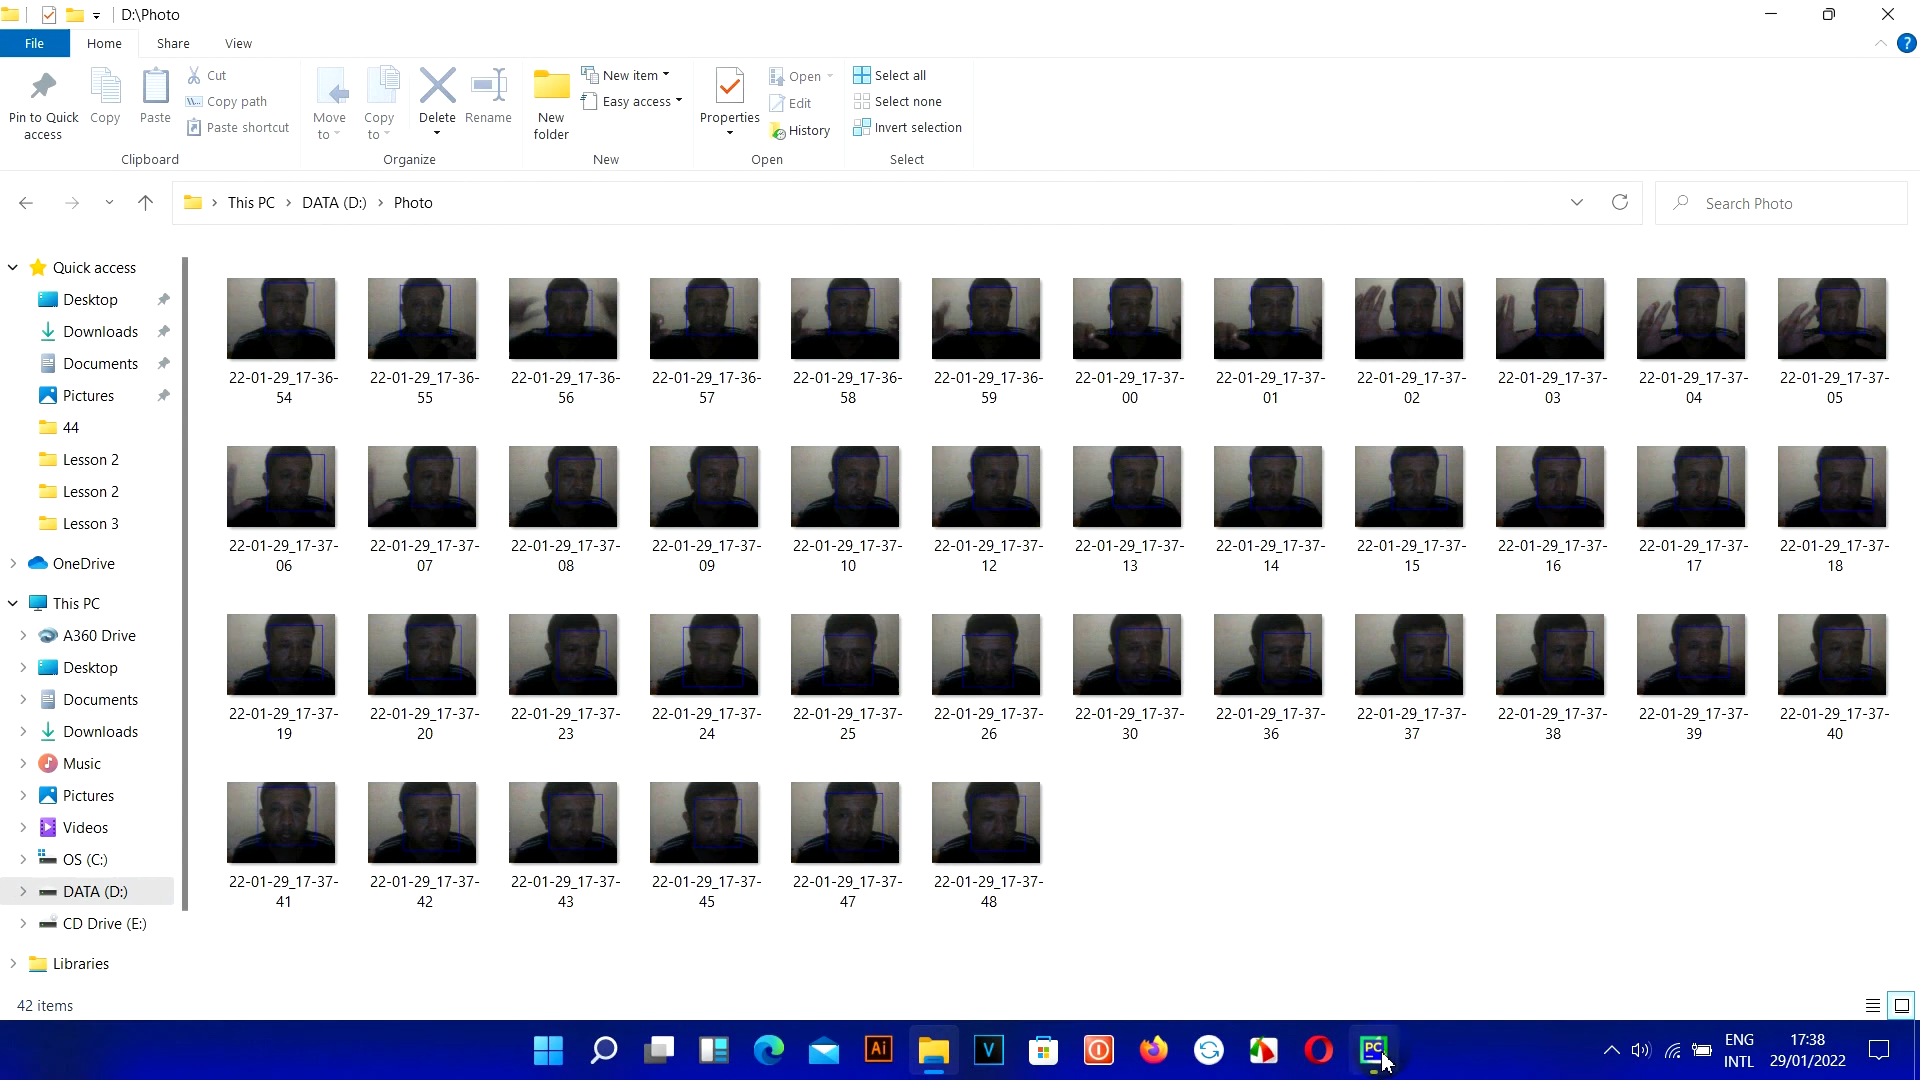 D:\Photo
File Home Share View
Pin to Quick access
Copy
Paste
Cut
Copy path
Paste shortcut
Clipboard
Move to
Copy to
Delete
Rename
Organize
New folder
New item
Easy access
New
Properties
Open
Edit
History
Open
Select all
Select none
Invert selection
Select
This PC > DATA (D:) > Photo
Search Photo
Quick access
Desktop
Downloads
Documents
Pictures
44
Lesson 2
Lesson 2
Lesson 3
OneDrive
This PC
A360 Drive
Desktop
Documents
Downloads
Music
Pictures
Videos
OS (C:)
DATA (D:)
CD Drive (E:)
Libraries
22-01-29_17-36- 22-01-29_17-36- 22-01-29_17-36- 22-01-29_17-36- 22-01-29_17-36- 22-01-29_17-36- 22-01-29_17-37- 22-01-29_17-37- 22-01-29_17-37- 22-01-29_17-37- 22-01-29_17-37- 22-01-29_17-37-
54 55 56 57 58 59 00 01 02 03 04 05
22-01-29_17-37- 22-01-29_17-37- 22-01-29_17-37- 22-01-29_17-37- 22-01-29_17-37- 22-01-29_17-37- 22-01-29_17-37- 22-01-29_17-37- 22-01-29_17-37- 22-01-29_17-37- 22-01-29_17-37- 22-01-29_17-37-
06 07 08 09 10 12 13 14 15 16 17 18
22-01-29_17-37- 22-01-29_17-37- 22-01-29_17-37- 22-01-29_17-37- 22-01-29_17-37- 22-01-29_17-37- 22-01-29_17-37- 22-01-29_17-37- 22-01-29_17-37- 22-01-29_17-37- 22-01-29_17-37- 22-01-29_17-37-
19 20 23 24 25 26 30 36 37 38 39 40
22-01-29_17-37- 22-01-29_17-37- 22-01-29_17-37- 22-01-29_17-37- 22-01-29_17-37- 22-01-29_17-37-
41 42 43 45 47 48
42 items
Ai
V
PC
ENG
INTL
17:38
29/01/2022